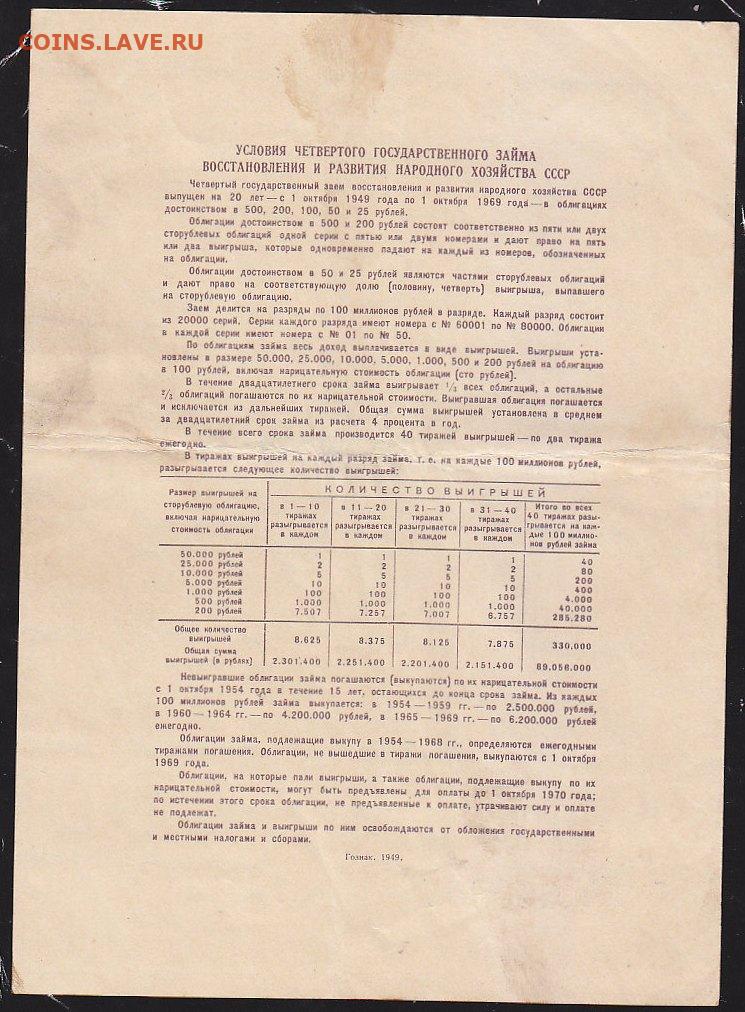 COINS.LAVE.RU
УСЛОВИЯ ЧЕТВЕРТОГО ГОСУДАРСТВЕННОГО ЗАЙМА
ВОССТАНОВЛЕНИЯ И РАЗВИТИЯ НАРОДНОГО ХОЗЯЙСТВА СССР
Четвертый государственный заем восстановления и развития народного хозяйства СССР
выпущен на 20 лет — с 1 октября 1949 года по 1 октября 1969 года — в облигациях
достоинством в 500, 200, 100, 50 и 25 рублей.
Облигации достоинством в 500 и 200 рублей состоят соответственно из пяти или двух
сторублевых облигаций одной серии с пятью или двумя номерами и дают право на пять
или два выигрыша, которые одновременно падают на каждый из номеров, обозначенных
на облигации.
Облигации достоинством в 50 и 25 рублей являются частями сторублевых облигаций
и дают право на соответствующую долю (половину, четверть) выигрыша, выпавшего
на сторублевую облигацию.
Заем делится на разряды по 100 миллионов рублей в разряде. Каждый разряд состоит
из 20000 серий. Серии каждого разряда имеют номера с № 60001 по № 80000. Облигации
в каждой серии имеют номера с № 01 по № 50.
По облигациям займа весь доход выплачивается в виде выигрышей. Выигрыши уста-
новлены в размере 50.000, 25.000, 10.000, 5.000, 1.000, 500 и 200 рублей на облигацию
в 100 рублей, включая нарицательную стоимость облигации (сто рублей).
В течение двадцатилетнего срока займа выигрывает 1/3 всех облигаций, а остальные
2/3 облигаций погашаются по их нарицательной стоимости. Выигравшая облигация погашается
и исключается из дальнейших тиражей. Общая сумма выигрышей установлена в среднем
за двадцатилетний срок займа из расчета 4 процента в год.
В течение всего срока займа производится 40 тиражей выигрышей — по два тиража
ежегодно.
В тиражах выигрышей на каждый разряд займа, т. е. на каждые 100 миллионов рублей,
разыгрывается следующее количество выигрышей:
Размер выигрышей на сторублевую облигацию, включая нарицательную стоимость облигации
КОЛИЧЕСТВО ВЫИГРЫШЕЙ
в 1—10 тиражах разыгрывается в каждом
в 11—20 тиражах разыгрывается в каждом
в 21—30 тиражах разыгрывается в каждом
в 31—40 тиражах разыгрывается в каждом
Итого во всех 40 тиражах разыгрывается на каждые 100 миллионов рублей займа
50.000 рублей 1 1 1 1 40
25.000 рублей 2 2 2 2 80
10.000 рублей 5 5 5 5 200
5.000 рублей 10 10 10 10 400
1.000 рублей 100 100 100 100 4.000
500 рублей 1.000 1.000 1.000 1.000 40.000
200 рублей 7.507 7.257 7.007 6.757 285.280
Общее количество выигрышей 8.625 8.375 8.125 7.875 330.000
Общая сумма выигрышей (в рублях) 2.301.400 2.251.400 2.201.400 2.151.400 89.056.000
Невыигравшие облигации займа погашаются (выкупаются) по их нарицательной стоимости
с 1 октября 1954 года в течение 15 лет, остающихся до конца срока займа. Из каждых
100 миллионов рублей займа выкупается: в 1954—1959 гг. — по 2.500.000 рублей,
в 1960—1964 гг. — по 4.200.000 рублей, в 1965—1969 гг. — по 6.200.000 рублей
ежегодно.
Облигации займа, подлежащие выкупу в 1954—1968 гг., определяются ежегодными
тиражами погашения. Облигации, не вышедшие в тиражи погашения, выкупаются с 1 октября
1969 года.
Облигации, на которые пали выигрыши, а также облигации, подлежащие выкупу по их
нарицательной стоимости, могут быть предъявлены для оплаты до 1 октября 1970 года;
по истечении этого срока облигации, не предъявленные к оплате, утрачивают силу и оплате
не подлежат.
Облигации займа и выигрыши по ним освобождаются от обложения государственными
и местными налогами и сборами.
Гознак. 1949.